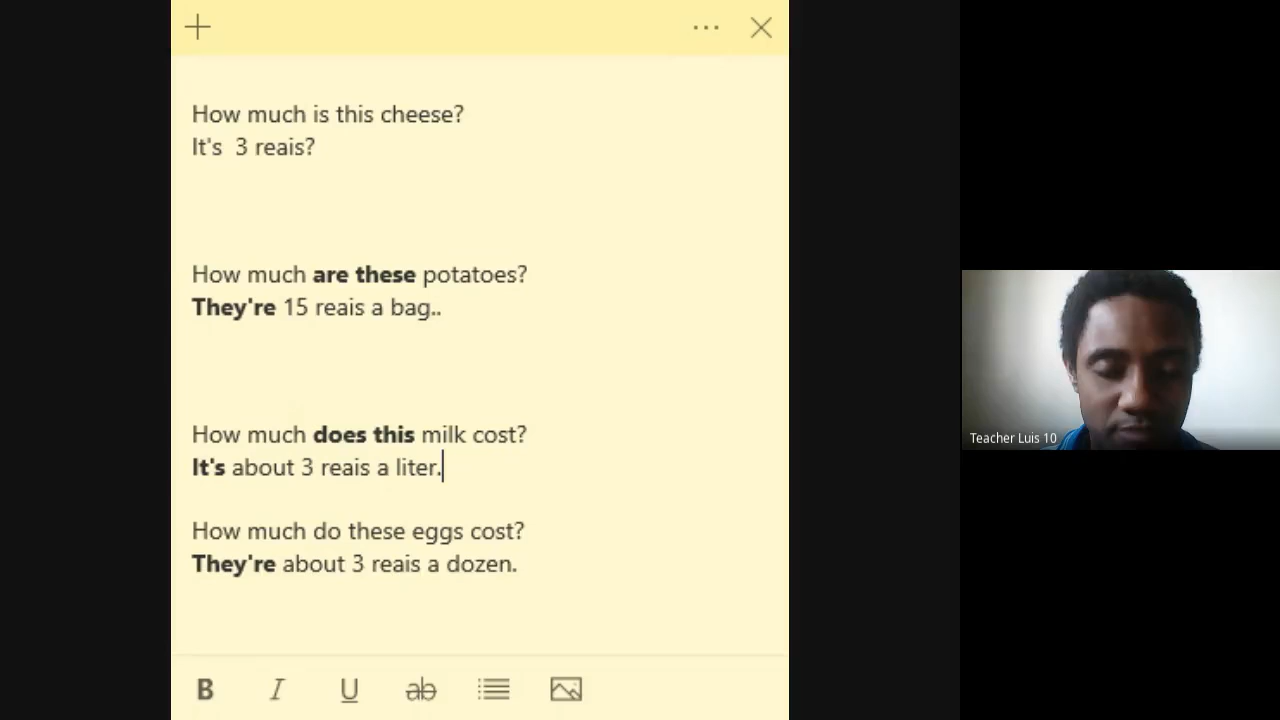 How much is this cheese?
It's  3 reais?
How much are these potatoes?
They're 15 reais a bag..
How much does this milk cost?
It's about 3 reais a liter.
How much do these eggs cost?
They're about 3 reais a dozen.
B I U ab
Teacher Luis 10